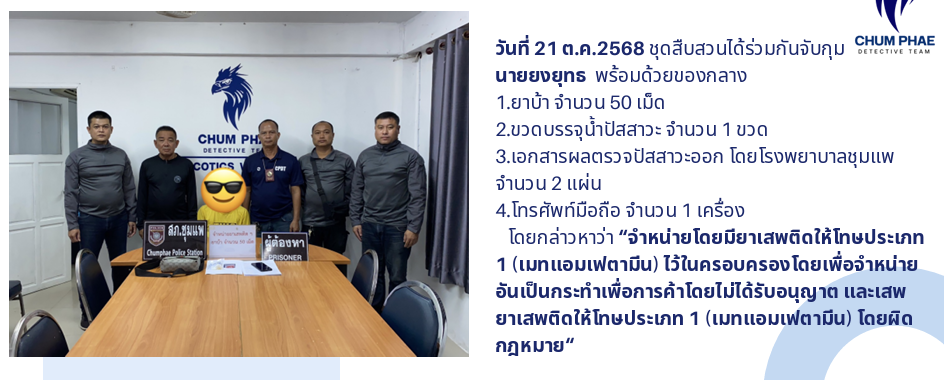 CHUM PHAE
DETECTIVE TEAM
สภ.ชุมแพ
Chumphae Police Station
ผู้ต้องหา
PRISONER
CHUM PHAE
DETECTIVE TEAM
วันที่ 21 ต.ค.2568 ชุดสืบสวนได้ร่วมกันจับกุม
นายยงยุทธ พร้อมด้วยของกลาง
1.ยาบ้า จำนวน 50 เม็ด
2.ขวดบรรจุน้ำปัสสาวะ จำนวน 1 ขวด
3.เอกสารผลตรวจปัสสาวะออก โดยโรงพยาบาลชุมแพ
จำนวน 2 แผ่น
4.โทรศัพท์มือถือ จำนวน 1 เครื่อง
โดยกล่าวหาว่า “จำหน่ายโดยมียาเสพติดให้โทษประเภท
1 (เมทแอมเฟตามีน) ไว้ในครอบครองโดยเพื่อจำหน่าย
อันเป็นกระทำเพื่อการค้าโดยไม่ได้รับอนุญาต และเสพ
ยาเสพติดให้โทษประเภท 1 (เมทแอมเฟตามีน) โดยผิด
กฎหมาย“